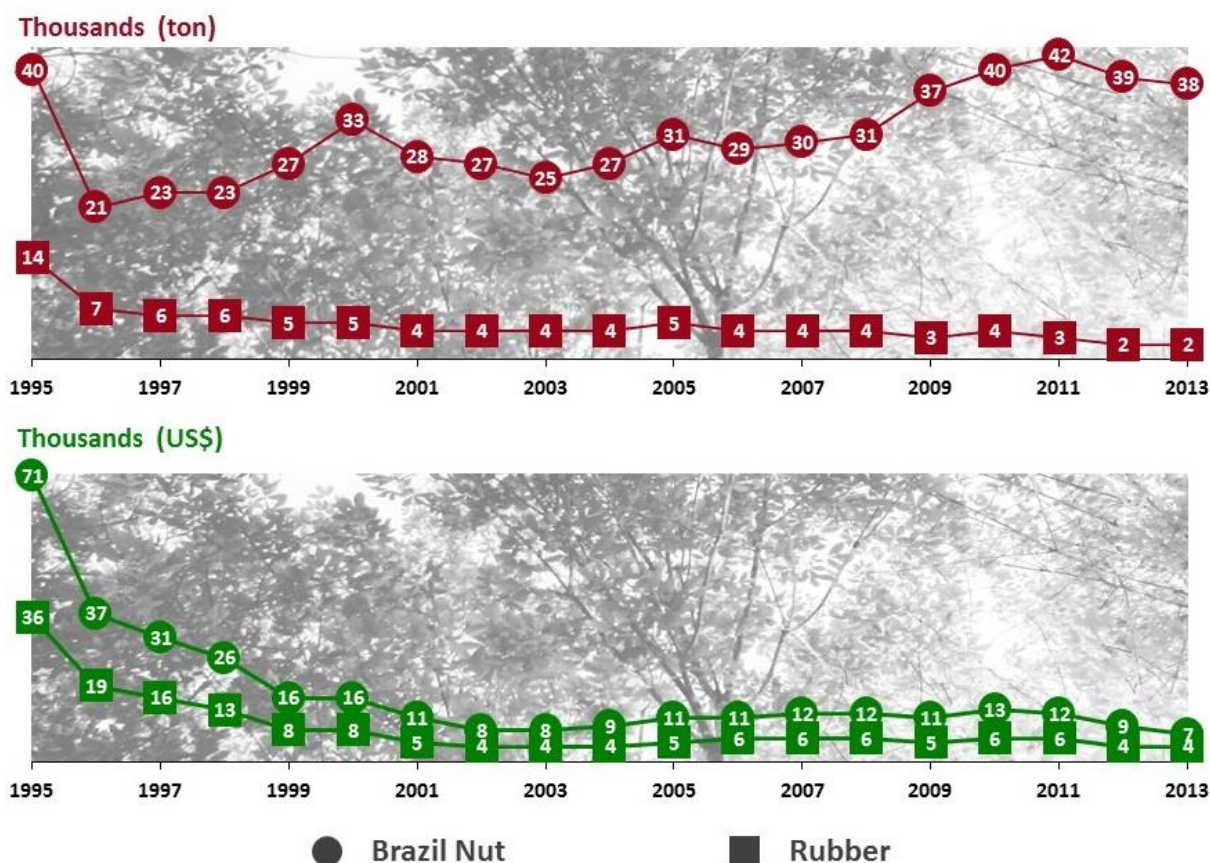 Thousands (ton)
40 21 23 23 27 33 28 27 25 27 31 29 30 31 37 40 42 39 38
14 7 6 6 5 5 4 4 4 4 5 4 4 4 3 4 3 2 2
1995 1997 1999 2001 2003 2005 2007 2009 2011 2013
Thousands (US$)
71 37 31 26 16 16 11 8 8 9 11 11 12 12 11 13 12 9 7
36 19 16 13 8 8 5 4 4 4 5 6 6 6 5 6 6 4 4
1995 1997 1999 2001 2003 2005 2007 2009 2011 2013
Brazil Nut Rubber